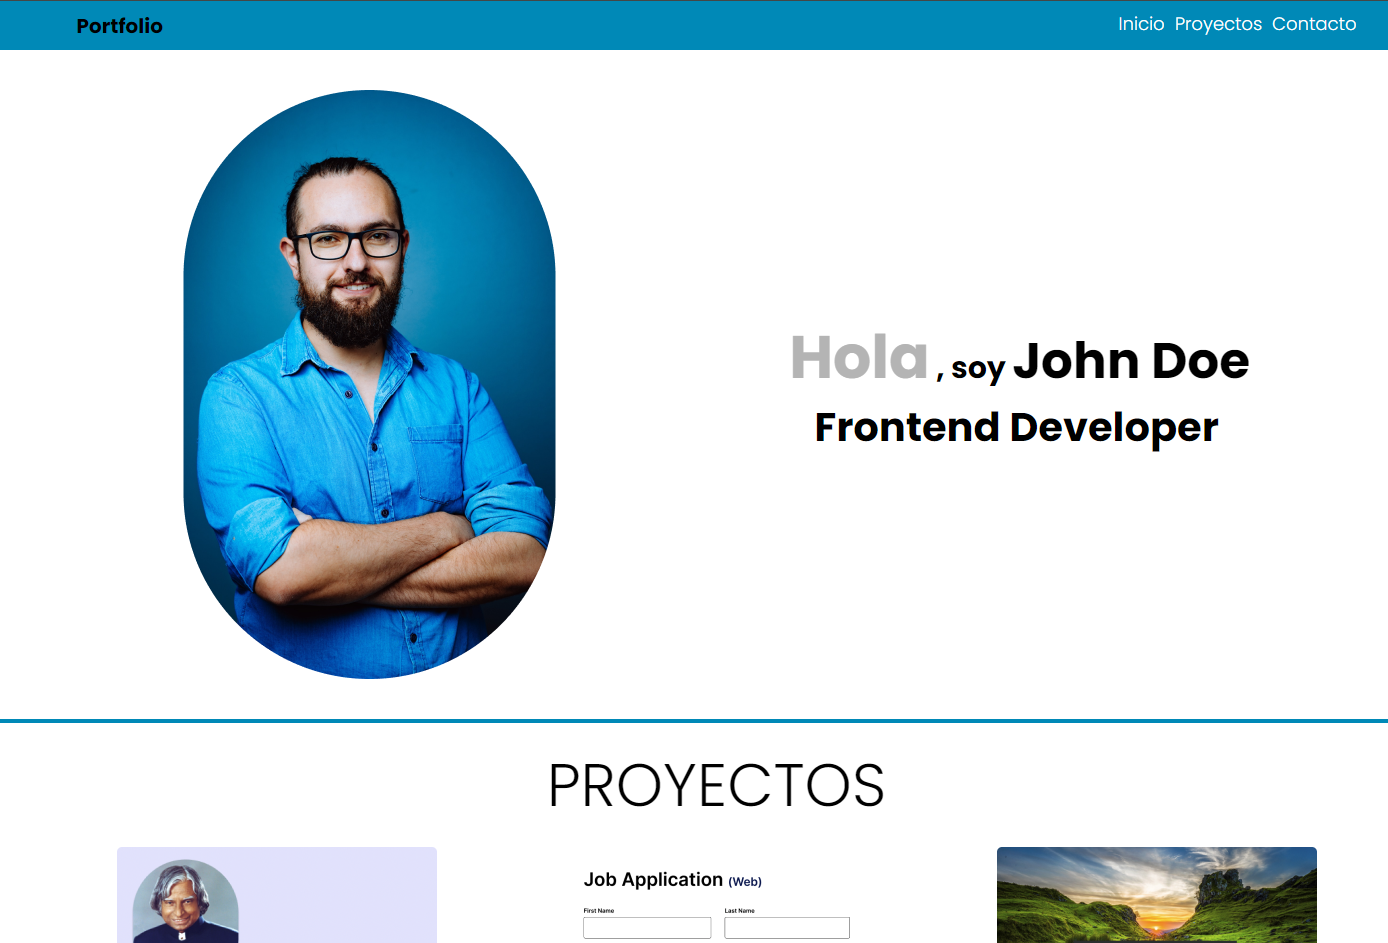 Portfolio
Inicio Proyectos Contacto
Hola , soy John Doe
Frontend Developer
PROYECTOS
Job Application (Web)
First Name Last Name